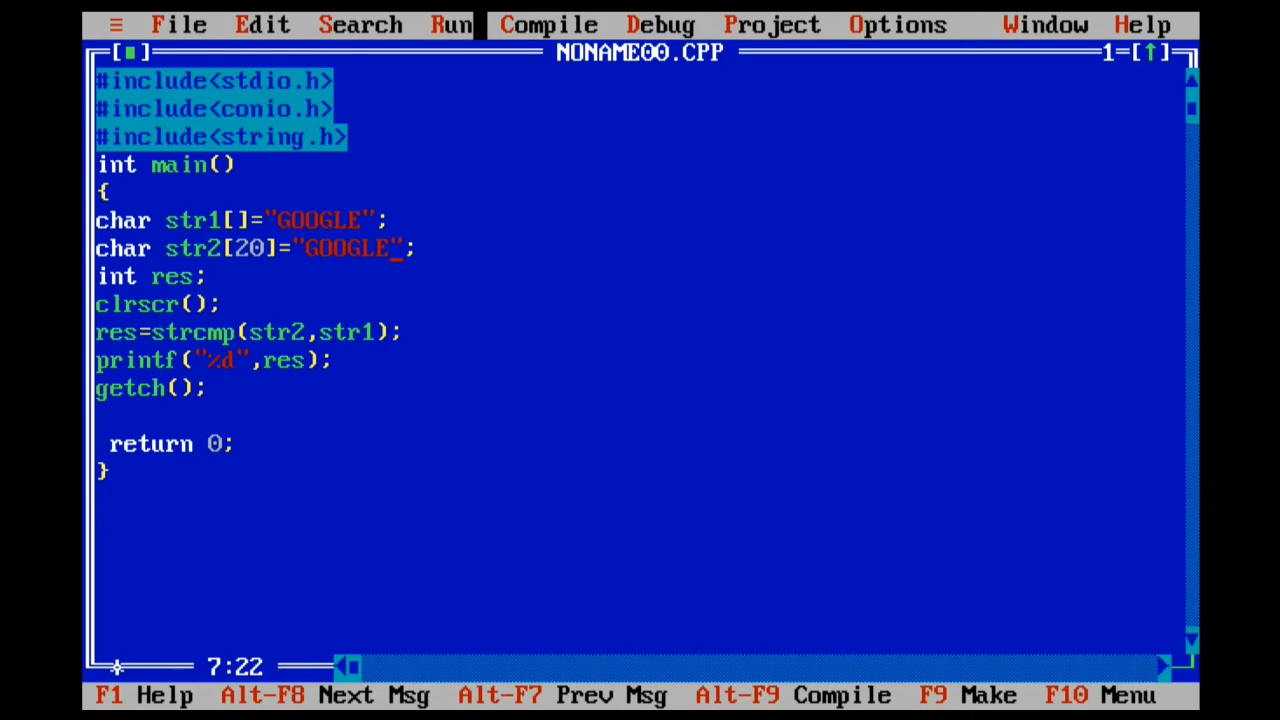 ≡ File Edit Search Run Compile Debug Project Options Window Help
[■] NONAME00.CPP 1=[↑]
#include<stdio.h>
#include<conio.h>
#include<string.h>
int main()
{
char str1[]="GOOGLE";
char str2[20]="GOOGLE";
int res;
clrscr();
res=strcmp(str2,str1);
printf("%d",res);
getch();
return 0;
}
7:22
F1 Help Alt-F8 Next Msg Alt-F7 Prev Msg Alt-F9 Compile F9 Make F10 Menu